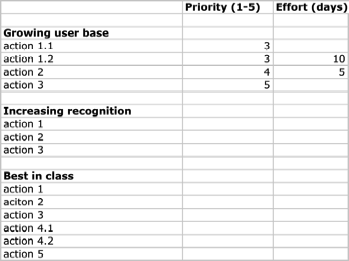 Priority (1-5) Effort (days)
Growing user base
action 1.1 3
action 1.2 3 10
action 2 4 5
action 3 5
Increasing recognition
action 1
action 2
action 3
Best in class
action 1
aciton 2
action 3
action 4.1
action 4.2
action 5